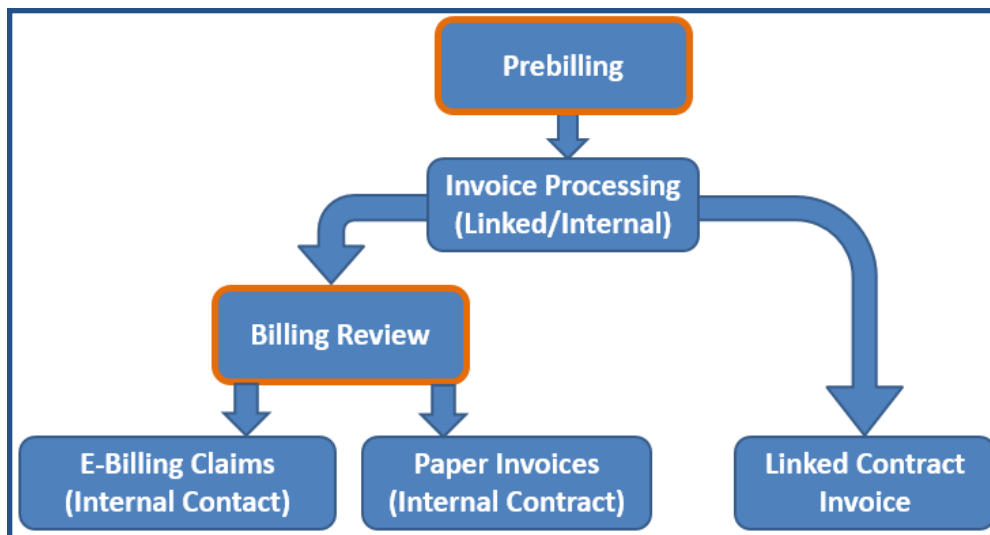 Prebilling
Invoice Processing
(Linked/Internal)
Billing Review
E-Billing Claims
(Internal Contact)
Paper Invoices
(Internal Contract)
Linked Contract
Invoice